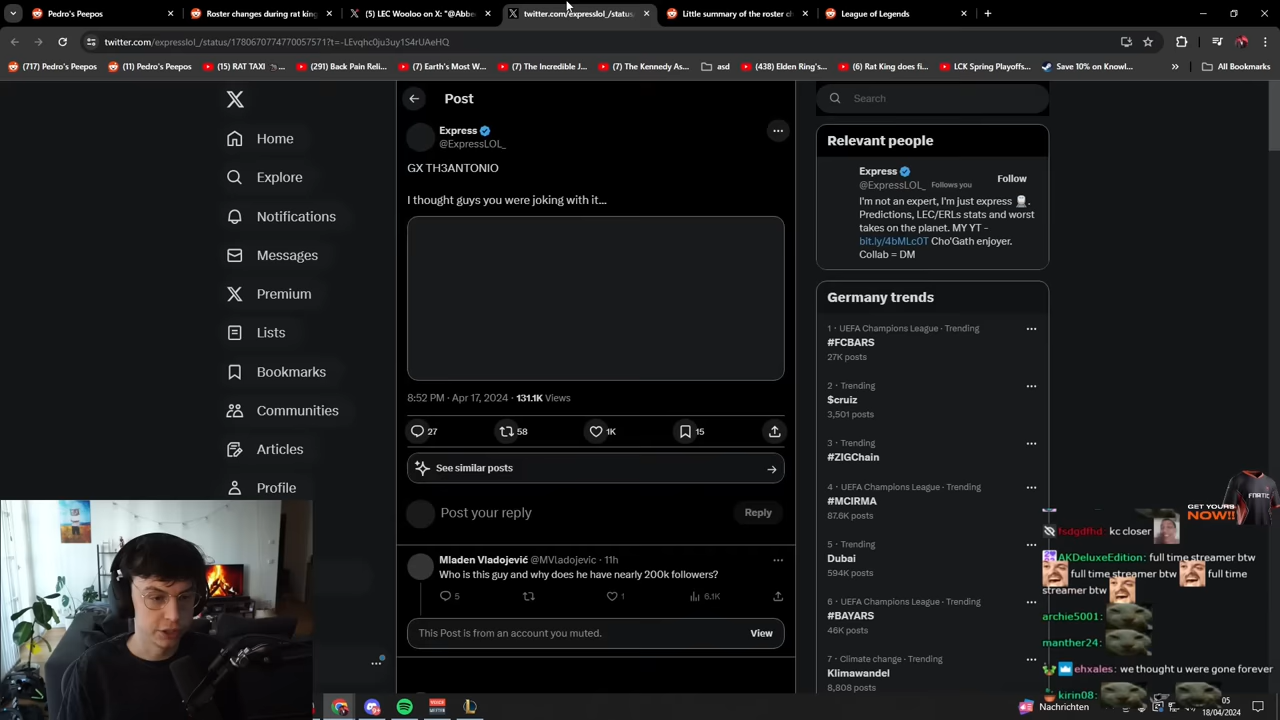 Pedro's Peepos
Roster changes during rat king
(5) LEC Wooloo on X: "@Abbe
twitter.com/expresslol_/status
Little summary of the roster ch
League of Legends
twitter.com/expresslol_/status/1780670774770057571?t=-LEvqhc0ju3uy1S4rUAeHQ
(717) Pedro's Peepos
(11) Pedro's Peepos
(15) RAT TAXI
(291) Back Pain Reli...
(7) Earth's Most W...
(7) The Incredible J...
(7) The Kennedy As...
asd
(438) Elden Ring's...
(6) Rat King does fi...
LCK Spring Playoffs...
Save 10% on Knowl...
All Bookmarks
Home
Explore
Notifications
Messages
Premium
Lists
Bookmarks
Communities
Articles
Profile
Post
Express
@ExpressLOL_
GX TH3ANTONIO
I thought guys you were joking with it...
8:52 PM · Apr 17, 2024 · 131.1K Views
27
58
1K
15
See similar posts
Post your reply
Reply
Mladen Vladojević @MVladojevic · 11h
Who is this guy and why does he have nearly 200k followers?
5
1
6.1K
This Post is from an account you muted.
View
Search
Relevant people
Express
@ExpressLOL_ Follows you
Follow
I'm not an expert, I'm just express
Predictions, LEC/ERLs stats and worst
takes on the planet. MY YT -
bit.ly/4bMLc0T Cho'Gath enjoyer.
Collab = DM
Germany trends
1 · UEFA Champions League · Trending
#FCBARS
27K posts
2 · Trending
$cruiz
3,501 posts
3 · Trending
#ZIGChain
4 · UEFA Champions League · Trending
#MCIRMA
87.6K posts
5 · Trending
Dubai
594K posts
6 · UEFA Champions League · Trending
#BAYARS
46K posts
7 · Climate change · Trending
Klimawandel
8,808 posts
FNATIC
GET YOURS
NOW!!
fsdgdfhd: kc closer
AKDeluxeEdition: full time streamer btw
full time streamer btw
full time
streamer btw
archie5001:
manther24:
ehxales: we thought u were gone forever
kirin08:
Nachrichten
05
18/04/2024